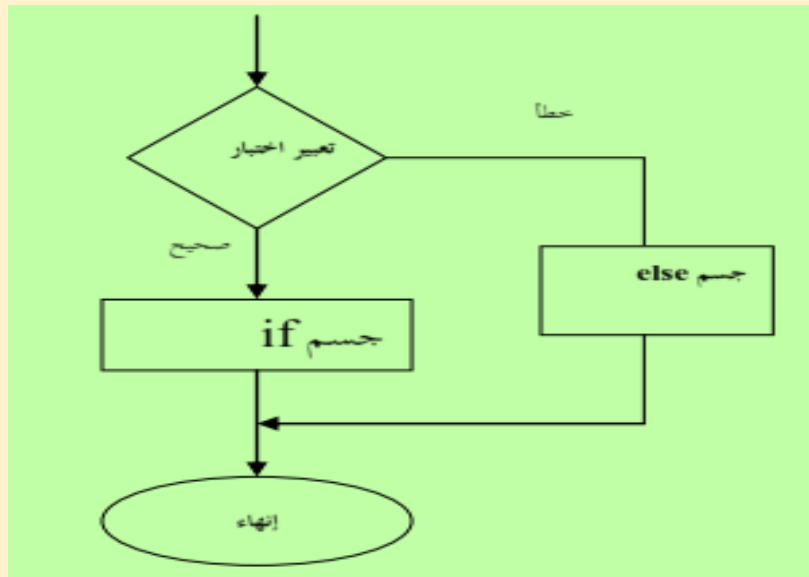 خطأ
تعبير اختبار
صحيح
جسم else
جسم if
إنهاء